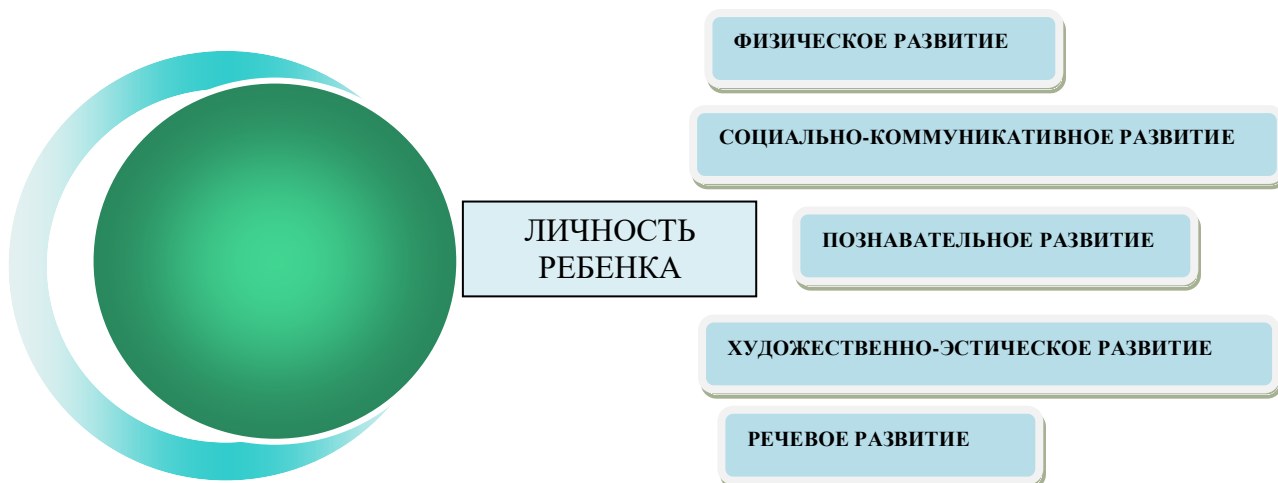 ФИЗИЧЕСКОЕ РАЗВИТИЕ
СОЦИАЛЬНО-КОММУНИКАТИВНОЕ РАЗВИТИЕ
ЛИЧНОСТЬ
РЕБЕНКА
ПОЗНАВАТЕЛЬНОЕ РАЗВИТИЕ
ХУДОЖЕСТВЕННО-ЭСТИЧЕСКОЕ РАЗВИТИЕ
РЕЧЕВОЕ РАЗВИТИЕ